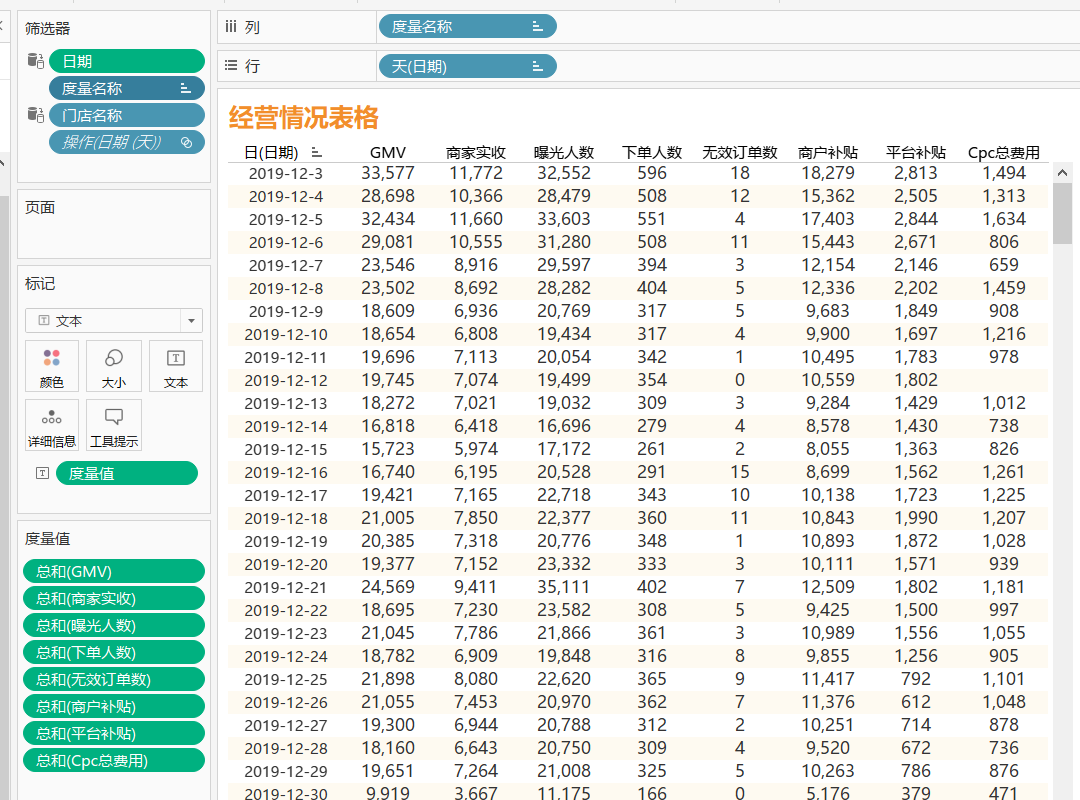 筛选器
日期
度量名称
门店名称
操作(日期 (天))
页面
标记
文本
颜色 大小 文本
详细信息 工具提示
度量值
度量值
总和(GMV)
总和(商家实收)
总和(曝光人数)
总和(下单人数)
总和(无效订单数)
总和(商户补贴)
总和(平台补贴)
总和(Cpc总费用)
列 度量名称
行 天(日期)
经营情况表格
日(日期) GMV 商家实收 曝光人数 下单人数 无效订单数 商户补贴 平台补贴 Cpc总费用
2019-12-3 33,577 11,772 32,552 596 18 18,279 2,813 1,494
2019-12-4 28,698 10,366 28,479 508 12 15,362 2,505 1,313
2019-12-5 32,434 11,660 33,603 551 4 17,403 2,844 1,634
2019-12-6 29,081 10,555 31,280 508 11 15,443 2,671 806
2019-12-7 23,546 8,916 29,597 394 3 12,154 2,146 659
2019-12-8 23,502 8,692 28,282 404 5 12,336 2,202 1,459
2019-12-9 18,609 6,936 20,769 317 5 9,683 1,849 908
2019-12-10 18,654 6,808 19,434 317 4 9,900 1,697 1,216
2019-12-11 19,696 7,113 20,054 342 1 10,495 1,783 978
2019-12-12 19,745 7,074 19,499 354 0 10,559 1,802
2019-12-13 18,272 7,021 19,032 309 3 9,284 1,429 1,012
2019-12-14 16,818 6,418 16,696 279 4 8,578 1,430 738
2019-12-15 15,723 5,974 17,172 261 2 8,055 1,363 826
2019-12-16 16,740 6,195 20,528 291 15 8,699 1,562 1,261
2019-12-17 19,421 7,165 22,718 343 10 10,138 1,723 1,225
2019-12-18 21,005 7,850 22,377 360 11 10,843 1,990 1,207
2019-12-19 20,385 7,318 20,776 348 1 10,893 1,872 1,028
2019-12-20 19,377 7,152 23,332 333 3 10,111 1,571 939
2019-12-21 24,569 9,411 35,111 402 7 12,509 1,802 1,181
2019-12-22 18,695 7,230 23,582 308 5 9,425 1,500 997
2019-12-23 21,045 7,786 21,866 361 3 10,989 1,556 1,055
2019-12-24 18,782 6,909 19,848 316 8 9,855 1,256 905
2019-12-25 21,898 8,080 22,620 365 9 11,417 792 1,101
2019-12-26 21,055 7,453 20,970 362 7 11,376 612 1,048
2019-12-27 19,300 6,944 20,788 312 2 10,251 714 878
2019-12-28 18,160 6,643 20,750 309 4 9,520 672 736
2019-12-29 19,651 7,264 21,008 325 5 10,263 786 876
2019-12-30 9,919 3,667 11,175 166 0 5,176 379 471